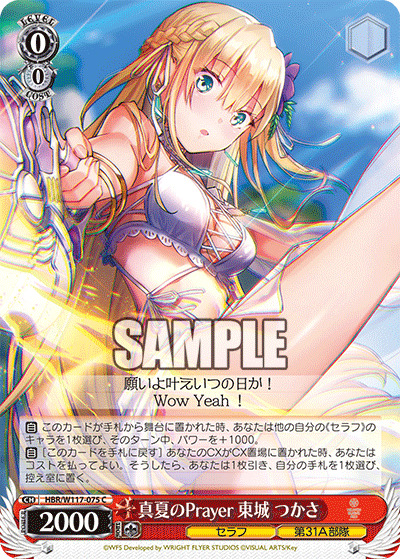 LEVEL
0
0
COST
SAMPLE
願いよ叶えいつの日か！
Wow Yeah ！
自 このカードが手札から舞台に置かれた時、あなたは他の自分の《セラフ》の
キャラを1枚選び、そのターン中、パワーを＋1000。
自［このカードを手札に戻す］ あなたのCXがCX置場に置かれた時、あなたは
コストを払ってよい。そうしたら、あなたは1枚引き、自分の手札を1枚選び、
控え室に置く。
CH HBR/W117-075 C
2000
真夏のPrayer 東城 つかさ
セラフ
第31A部隊
©WFS Developed by WRIGHT FLYER STUDIOS ©VISUAL ARTS/Key